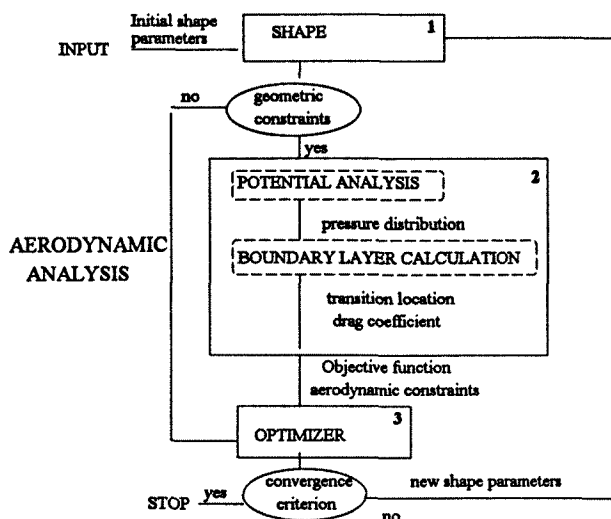 Initial shape
parameters
INPUT
SHAPE
1
no
geometric
constraints
yes
2
POTENTIAL ANALYSIS
pressure distribution
BOUNDARY LAYER CALCULATION
AERODYNAMIC
ANALYSIS
transition location
drag coefficient
Objective function
aerodynamic constraints
3
OPTIMIZER
convergence
criterion
new shape parameters
yes
STOP
no